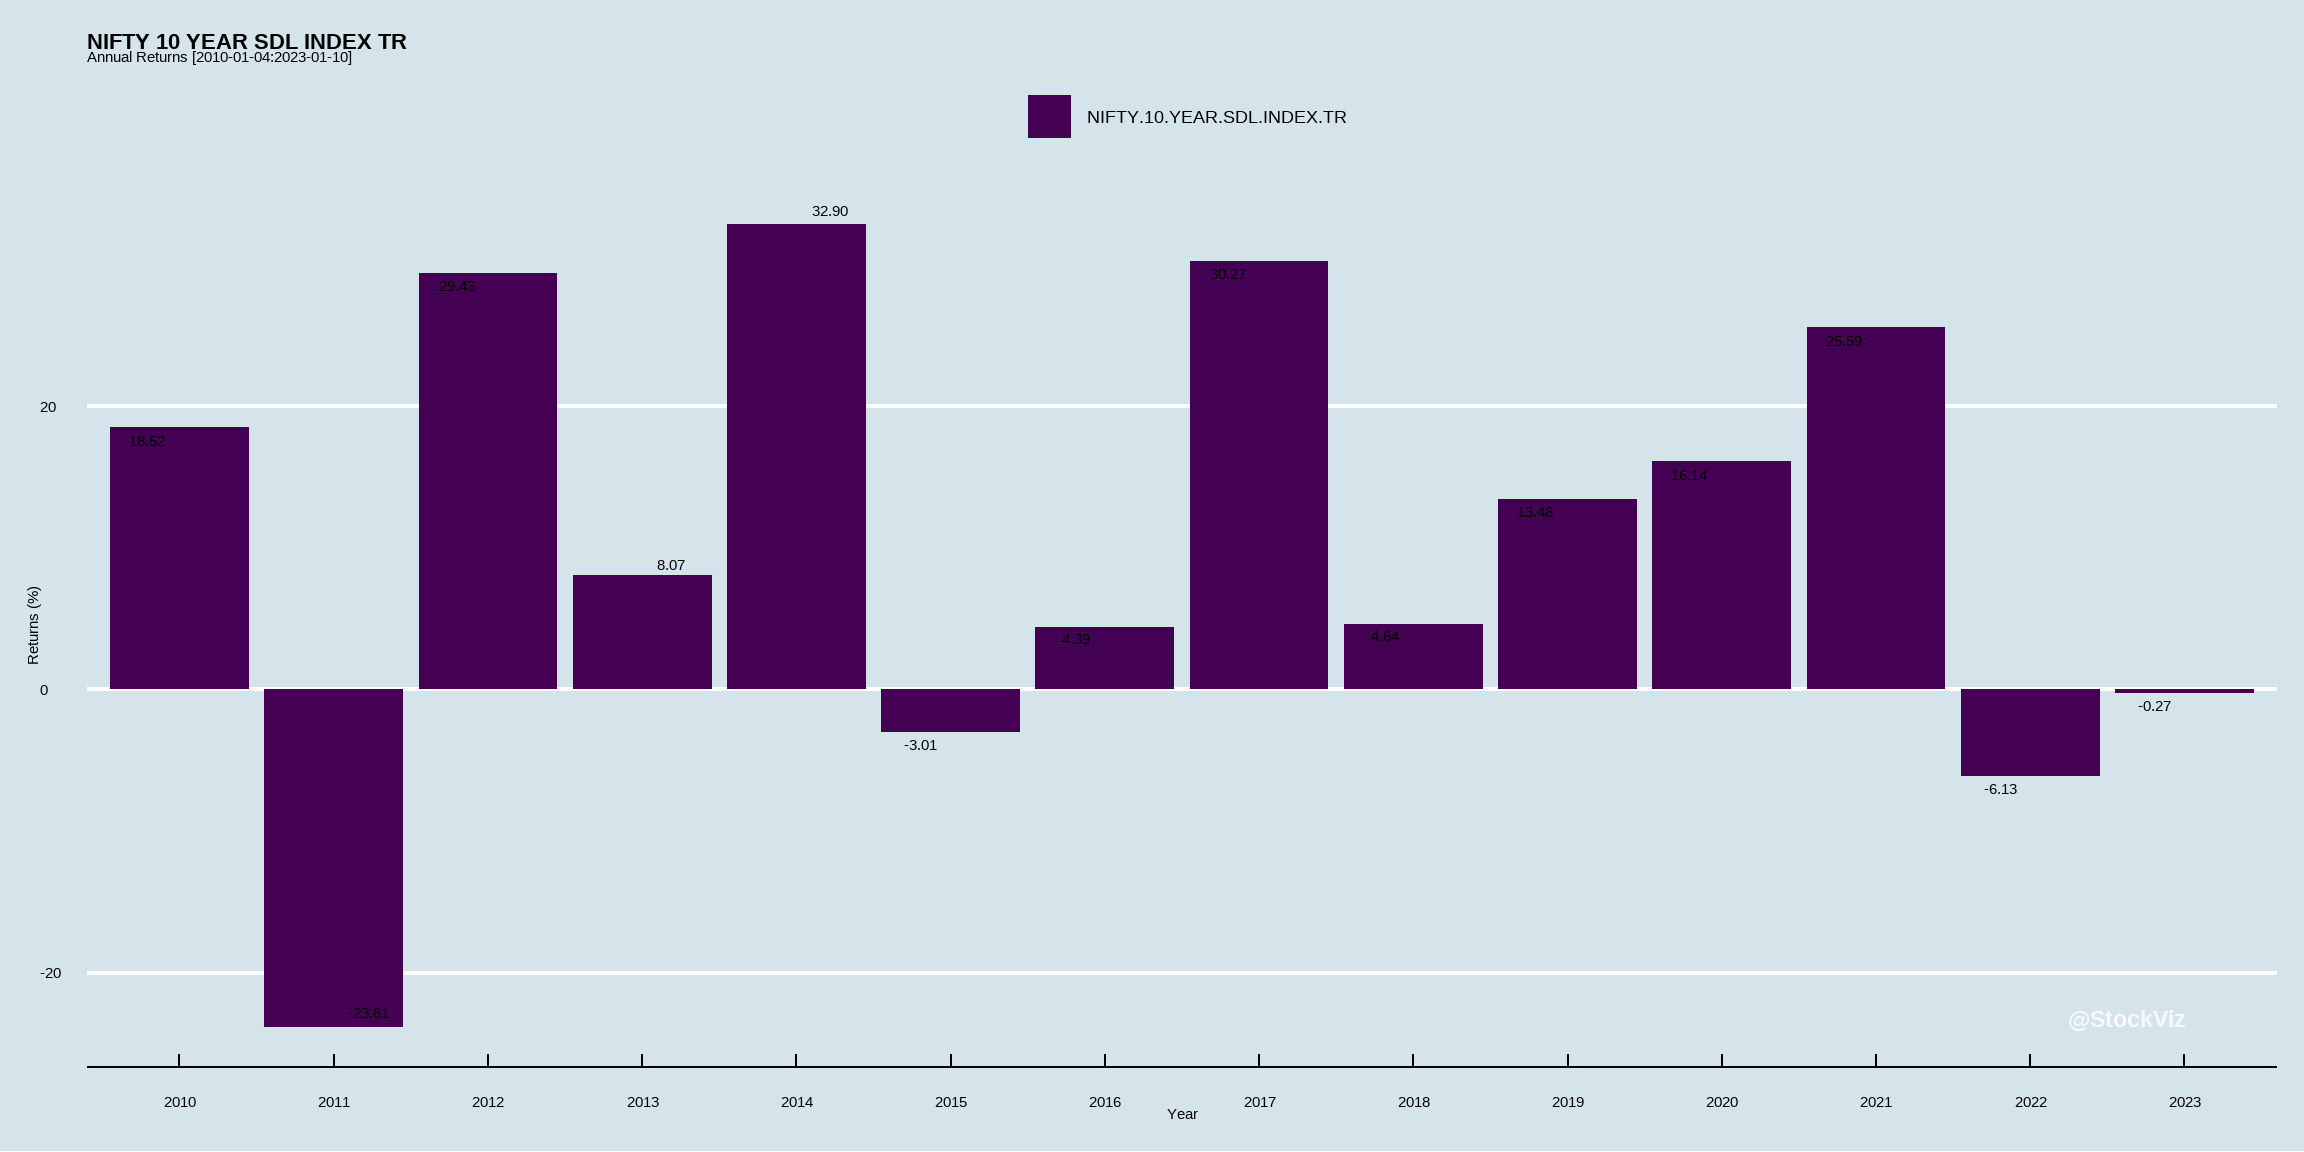 NIFTY 10 YEAR SDL INDEX TR
Annual Returns [2010-01-04:2023-01-10]
NIFTY.10.YEAR.SDL.INDEX.TR
32.90
30.27
29.43
25.59
20
18.52
16.14
13.48
8.07
4.39
4.64
Returns (%)
0
-0.27
-3.01
-6.13
-20
-23.81
@StockViz
2010 2011 2012 2013 2014 2015 2016 2017 2018 2019 2020 2021 2022 2023
Year